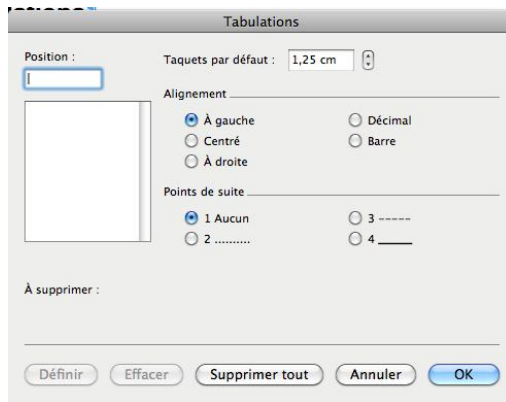 Tabulations
Position :
Taquets par défaut : 1,25 cm
Alignement
À gauche
Décimal
Centré
Barre
À droite
Points de suite
1 Aucun
3 -----
2 ..........
4 _____
À supprimer :
Définir
Effacer
Supprimer tout
Annuler
OK